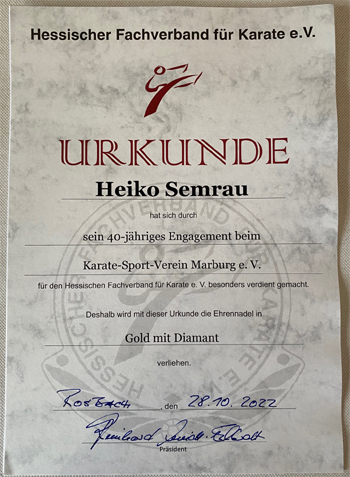 Hessischer Fachverband für Karate e.V.
URKUNDE
Heiko Semrau
hat sich durch
sein 40-jähriges Engagement beim
Karate-Sport-Verein Marburg e. V.
für den Hessischen Fachverband für Karate e. V. besonders verdient gemacht.
Deshalb wird mit dieser Urkunde die Ehrennadel in
Gold mit Diamant
verliehen.
Rosbach, den 28.10.2022
Reinhard
Präsident